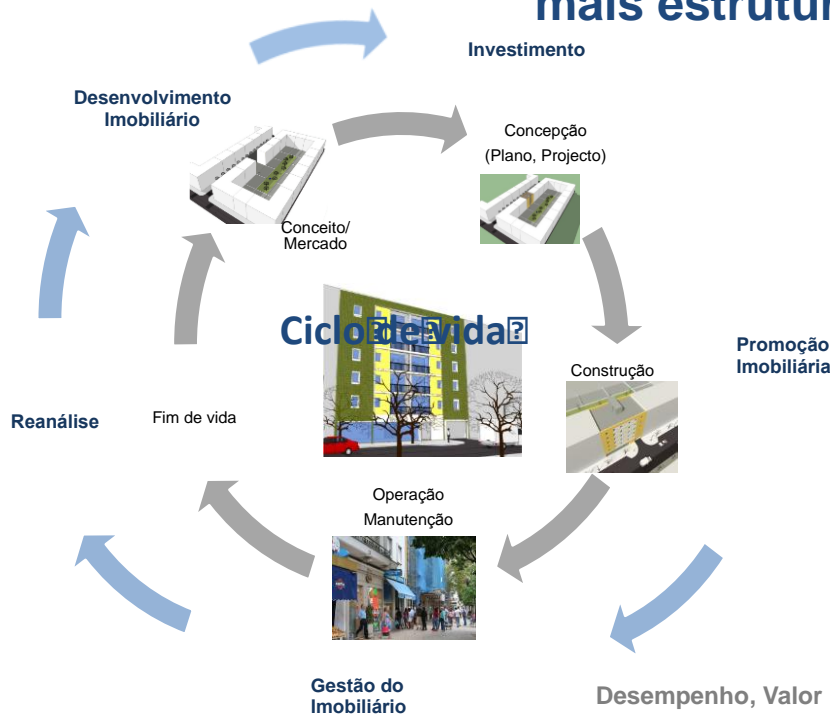 mais estrutur
Investimento
Desenvolvimento
Imobiliário
Concepção
(Plano, Projecto)
Conceito/
Mercado
Ciclo de vida
Promoção
Imobiliária
Construção
Reanálise
Fim de vida
Operação
Manutenção
Gestão do
Imobiliário
Desempenho, Valor